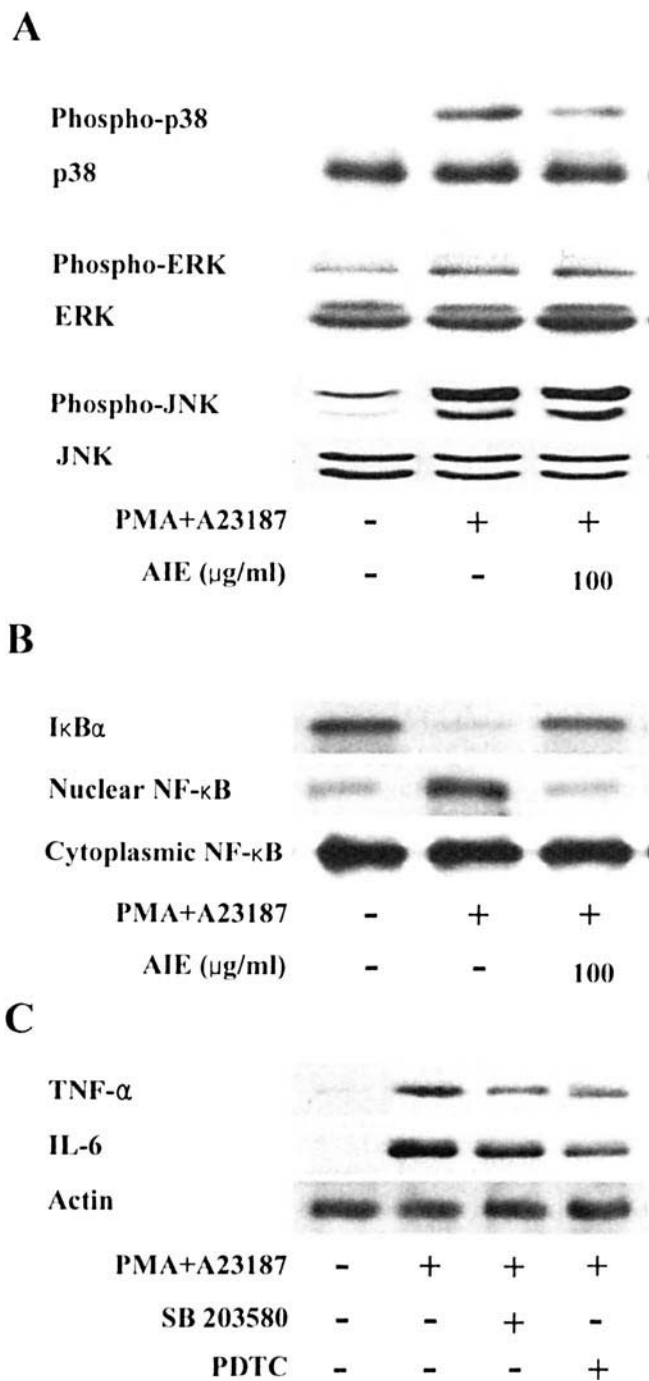 A
Phospho-p38
p38
Phospho-ERK
ERK
Phospho-JNK
JNK
PMA+A23187 - + +
AIE (μg/ml) - - 100
B
IκBα
Nuclear NF-κB
Cytoplasmic NF-κB
PMA+A23187 - + +
AIE (μg/ml) - - 100
C
TNF-α
IL-6
Actin
PMA+A23187 - + + +
SB 203580 - - + -
PDTC - - - +